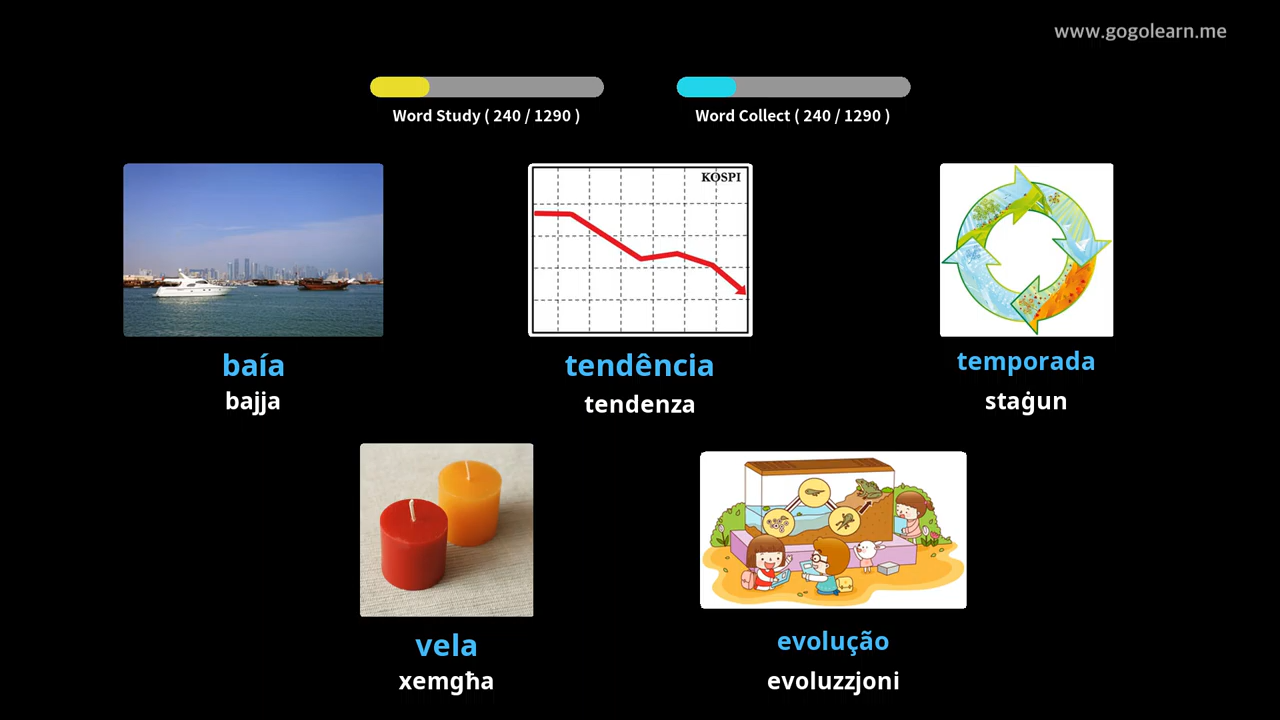 www.gogolearn.me
Word Study ( 240 / 1290 )
Word Collect ( 240 / 1290 )
KOSPI
baía
bajja
tendência
tendenza
temporada
staġun
vela
xemgħa
evolução
evoluzzjoni